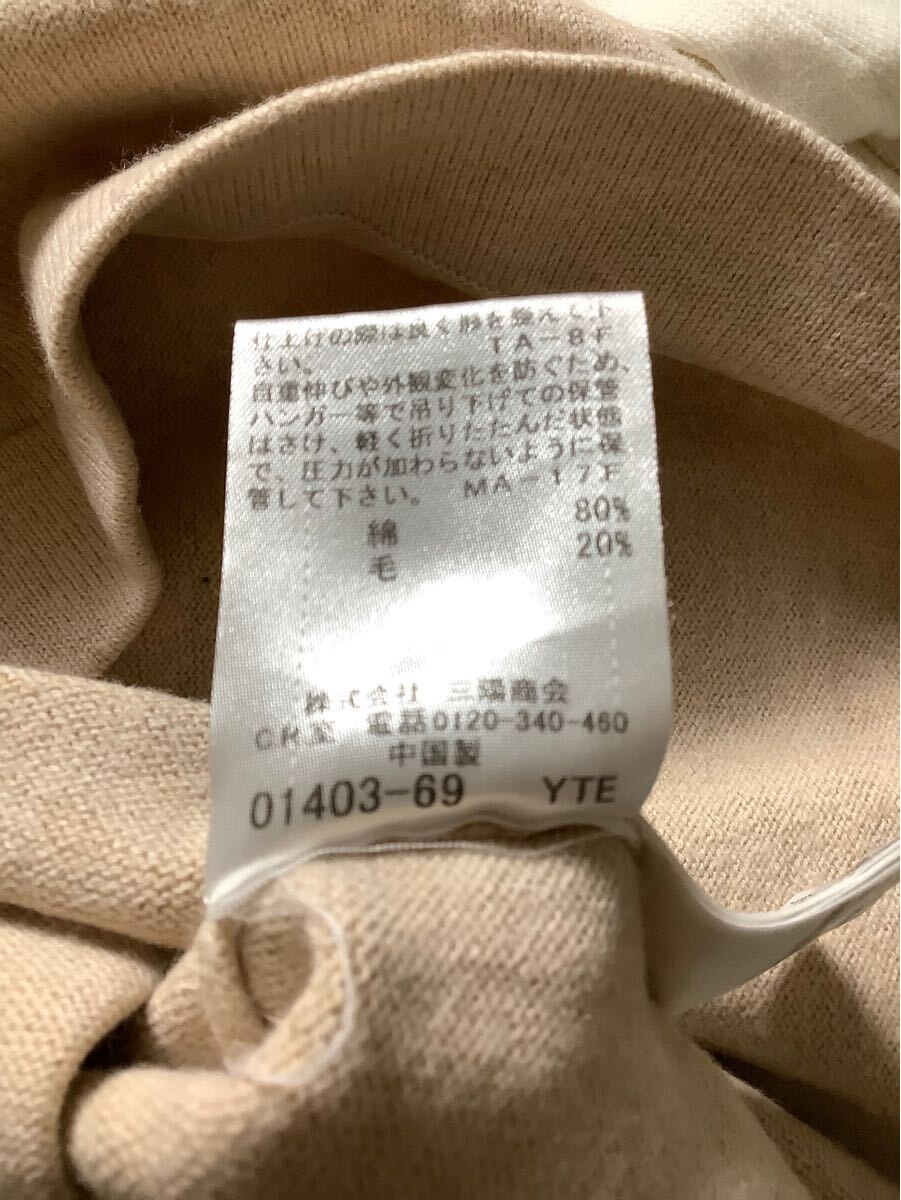 仕上げの際は良く形を整えて下
さい。 TA-8F
自重伸びや外観変化を防ぐため、
ハンガー等で吊り下げての保管
はさけ、軽く折りたたんだ状態
で、圧力が加わらないように保
管して下さい。 MA-17F
綿 80%
毛 20%
株式会社 三陽商会
C.R室 電話0120-340-460
中国製
01403-69 YTE